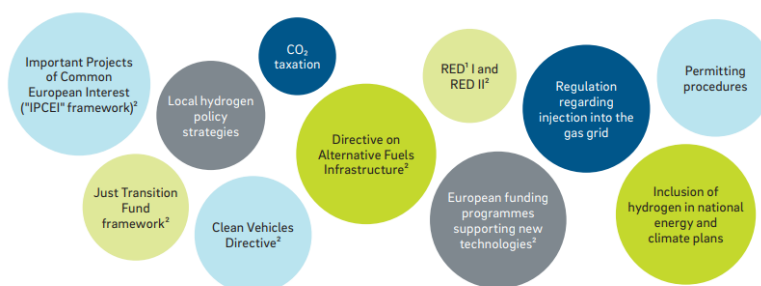 Important Projects
of Common
European Interest
("IPCEI" framework)²
Local hydrogen
policy
strategies
CO₂
taxation
Directive on
Alternative Fuels
Infrastructure²
RED¹ I and
RED II²
Regulation
regarding
injection into the
gas grid
Permitting
procedures
Just Transition
Fund
framework²
Clean Vehicles
Directive²
European funding
programmes
supporting new
technologies²
Inclusion of
hydrogen in national
energy and
climate plans